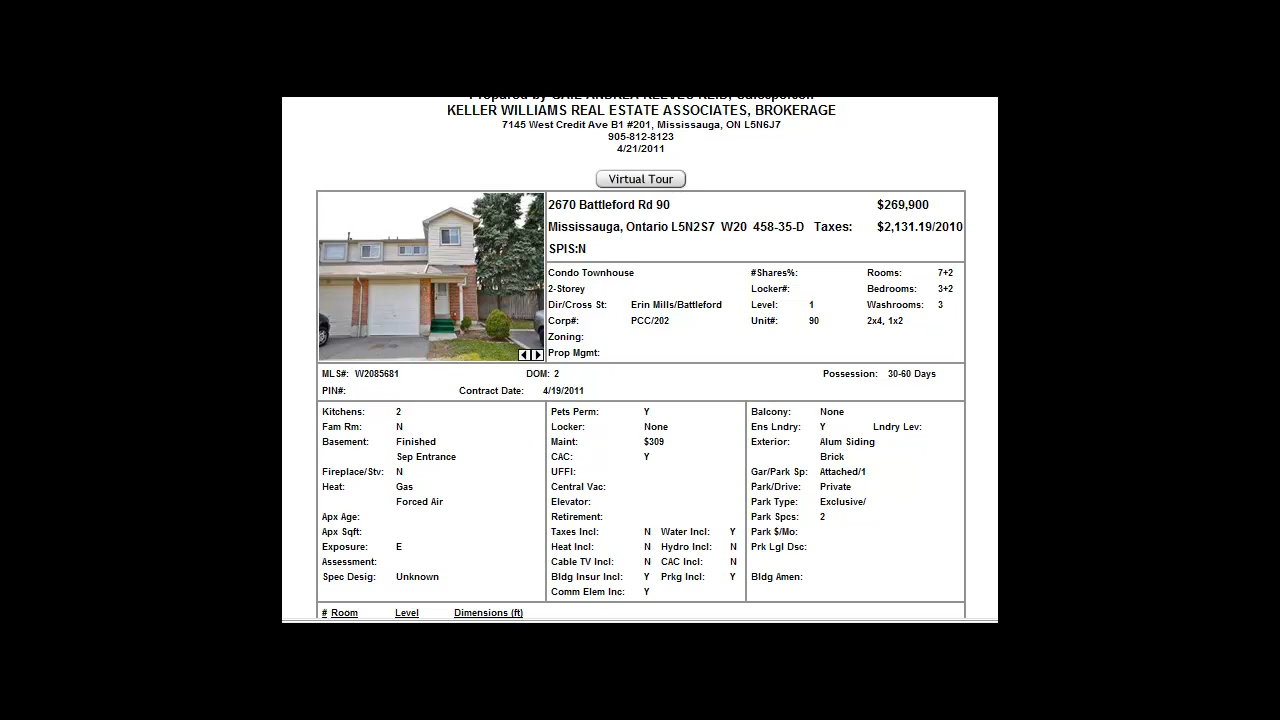 KELLER WILLIAMS REAL ESTATE ASSOCIATES, BROKERAGE
7145 West Credit Ave B1 #201, Mississauga, ON L5N6J7
905-812-8123
4/21/2011
Virtual Tour
2670 Battleford Rd 90 $269,900
Mississauga, Ontario L5N2S7 W20 458-35-D Taxes: $2,131.19/2010
SPIS:N
Condo Townhouse #Shares%: Rooms: 7+2
2-Storey Locker#: Bedrooms: 3+2
Dir/Cross St: Erin Mills/Battleford Level: 1 Washrooms: 3
Corp#: PCC/202 Unit#: 90 2x4, 1x2
Zoning:
Prop Mgmt:
MLS#: W2085681 DOM: 2 Possession: 30-60 Days
PIN#: Contract Date: 4/19/2011
Kitchens: 2 Pets Perm: Y Balcony: None
Fam Rm: N Locker: None Ens Lndry: Y Lndry Lev:
Basement: Finished Maint: $309 Exterior: Alum Siding
Sep Entrance CAC: Y Brick
Fireplace/Stv: N UFFI: Gar/Park Sp: Attached/1
Heat: Gas Central Vac: Park/Drive: Private
Forced Air Elevator: Park Type: Exclusive/
Apx Age: Retirement: Park Spcs: 2
Apx Sqft: Taxes Incl: N Water Incl: Y Park $/Mo:
Exposure: E Heat Incl: N Hydro Incl: N Prk Lgl Dsc:
Assessment: Cable TV Incl: N CAC Incl: N
Spec Desig: Unknown Bldg Insur Incl: Y Prkg Incl: Y Bldg Amen:
Comm Elem Inc: Y
# Room Level Dimensions (ft)